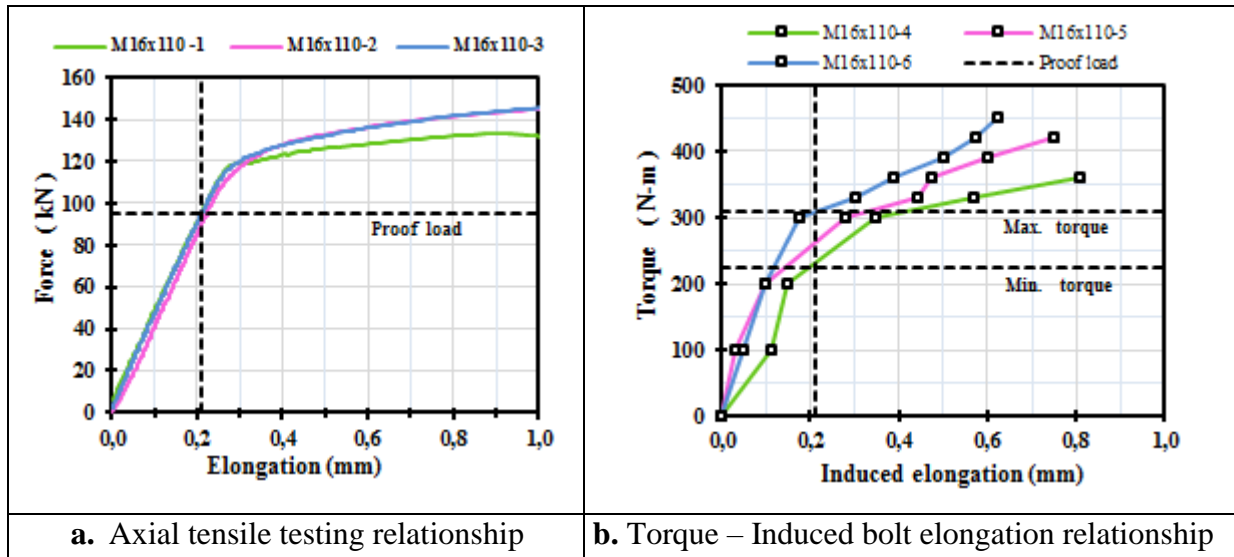 M16x110 -1 M16x110-2 M16x110-3
160
140
120
100
80
60
40
20
0
Force ( kN)
Proof load
0,0 0,2 0,4 0,6 0,8 1,0
Elongation (mm)
a. Axial tensile testing relationship
M16x110-4 M16x110-5
M16x110-6 Proof load
500
400
300
200
100
0
Torque ( N-m)
Max. torque
Min. torque
0,0 0,2 0,4 0,6 0,8 1,0
Induced elongation (mm)
b. Torque – Induced bolt elongation relationship